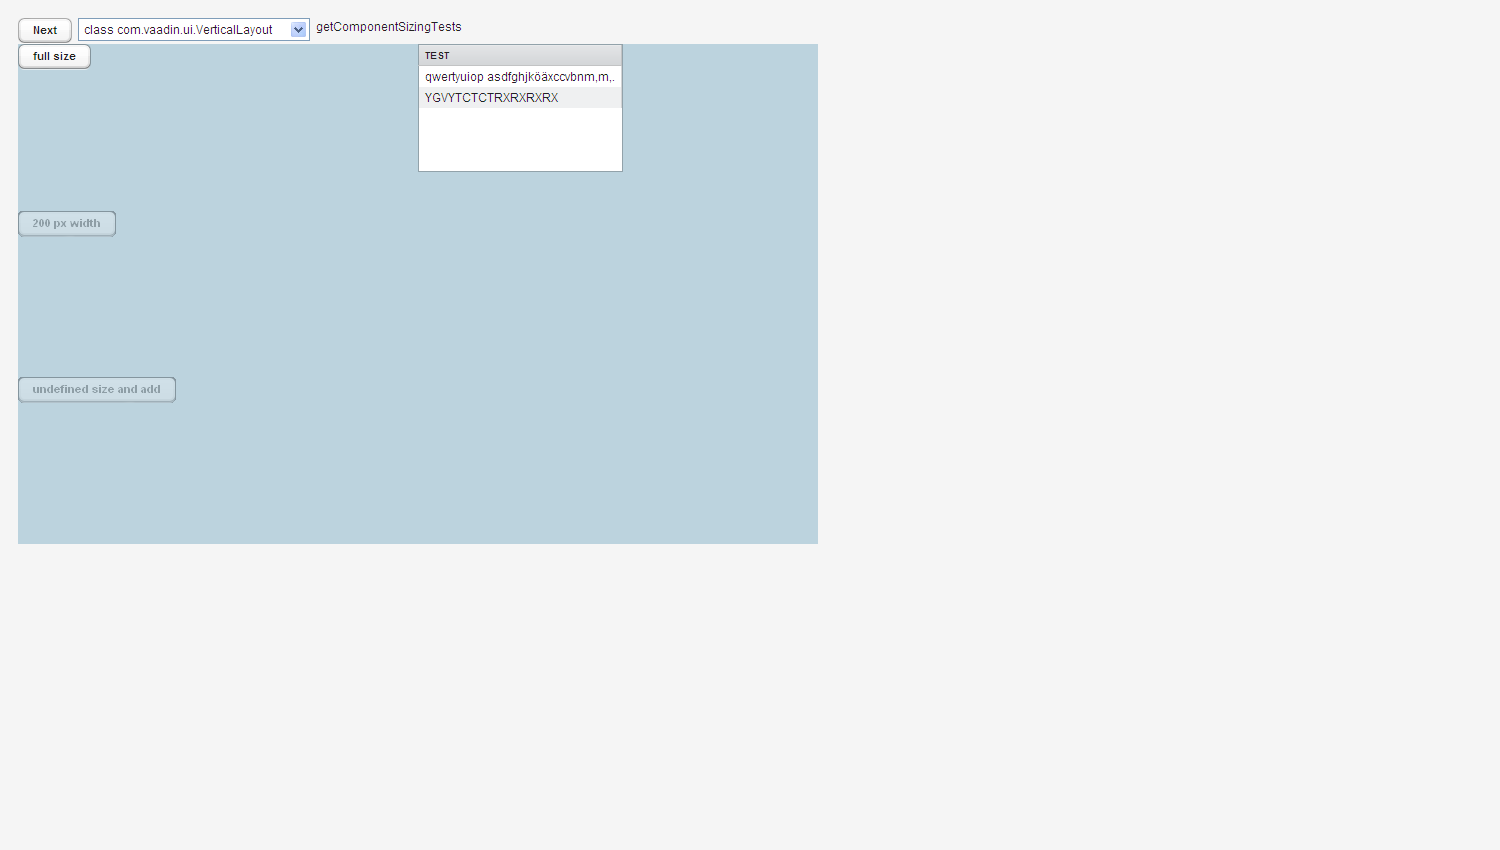 Next
class com.vaadin.ui.VerticalLayout
getComponentSizingTests
full size
TEST
qwertyuiop asdfghjköäxccvbnm,m,.
YGVYTCTCTRXRXRXRX
200 px width
undefined size and add